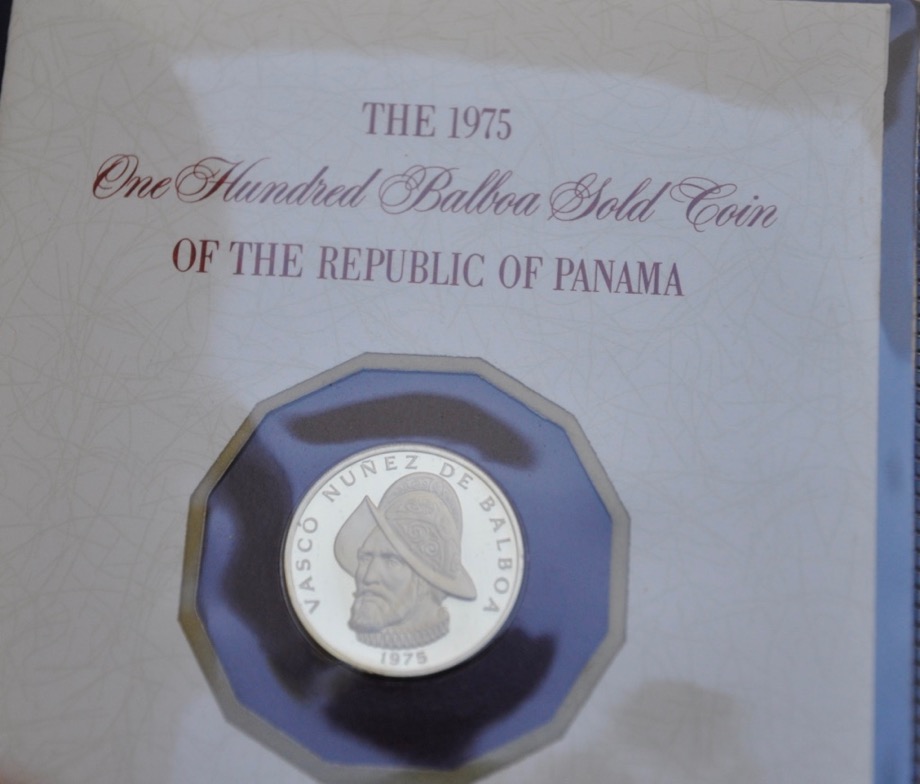 THE 1975
One Hundred Balboa Gold Coin
OF THE REPUBLIC OF PANAMA
VASCO NUÑEZ DE BALBOA
1975